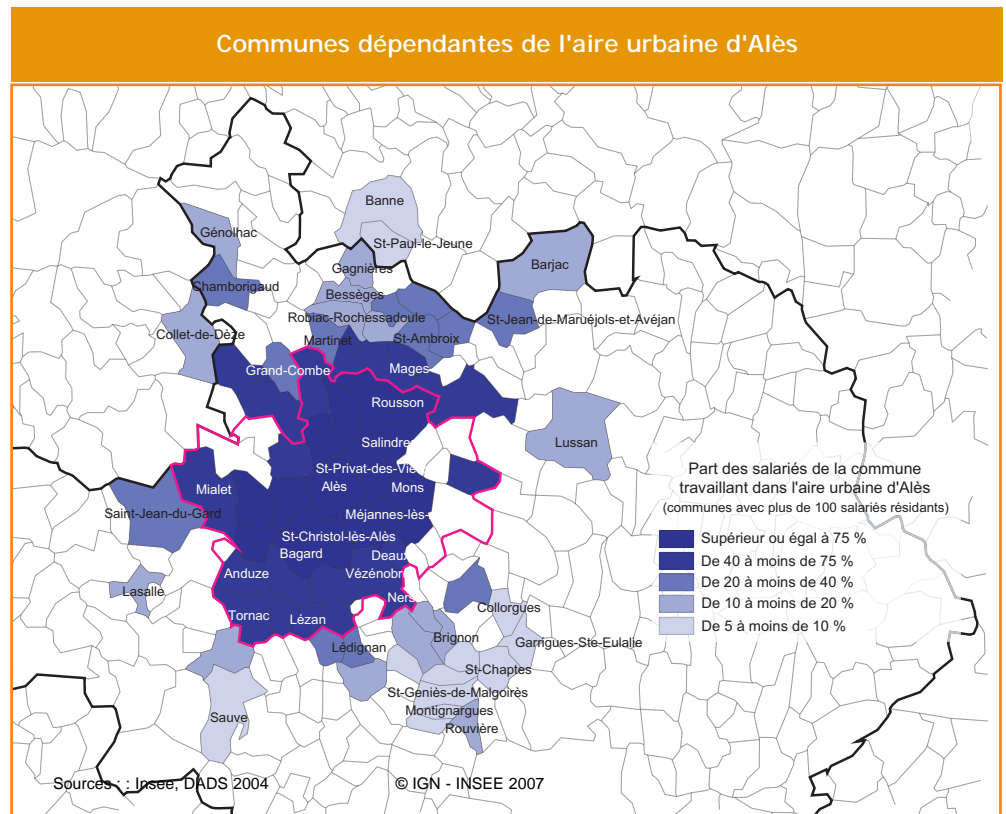 Communes dépendantes de l'aire urbaine d'Alès
Banne
Génolhac
St-Paul-le-Jeune
Gagnières
Barjac
Chamborigaud
Bessèges
Robiac-Rochessadoule
St-Jean-de-Maruéjols-et-Avéjan
Collet-de-Dèze
Martinet
St-Ambroix
Grand-Combe
Mages
Rousson
Salindre
Lussan
St-Privat-des-Vie
Part des salariés de la commune
travaillant dans l'aire urbaine d'Alès
(communes avec plus de 100 salariés résidants)
Mialet
Alès
Mons
Saint-Jean-du-Gard
Méjannes-lès-
St-Christol-lès-Alès
Supérieur ou égal à 75 %
Bagard
Deaux
De 40 à moins de 75 %
Anduze
Vézénobr
De 20 à moins de 40 %
Lasalle
Ners
De 10 à moins de 20 %
Collorgues
Tornac
Lézan
De 5 à moins de 10 %
Brignon
Garrigues-Ste-Eulalie
Lédignan
St-Chaptes
St-Geniès-de-Malgoirès
Montignargues
Sauve
Rouvière
Sources : : Insee, DADS 2004
© IGN - INSEE 2007